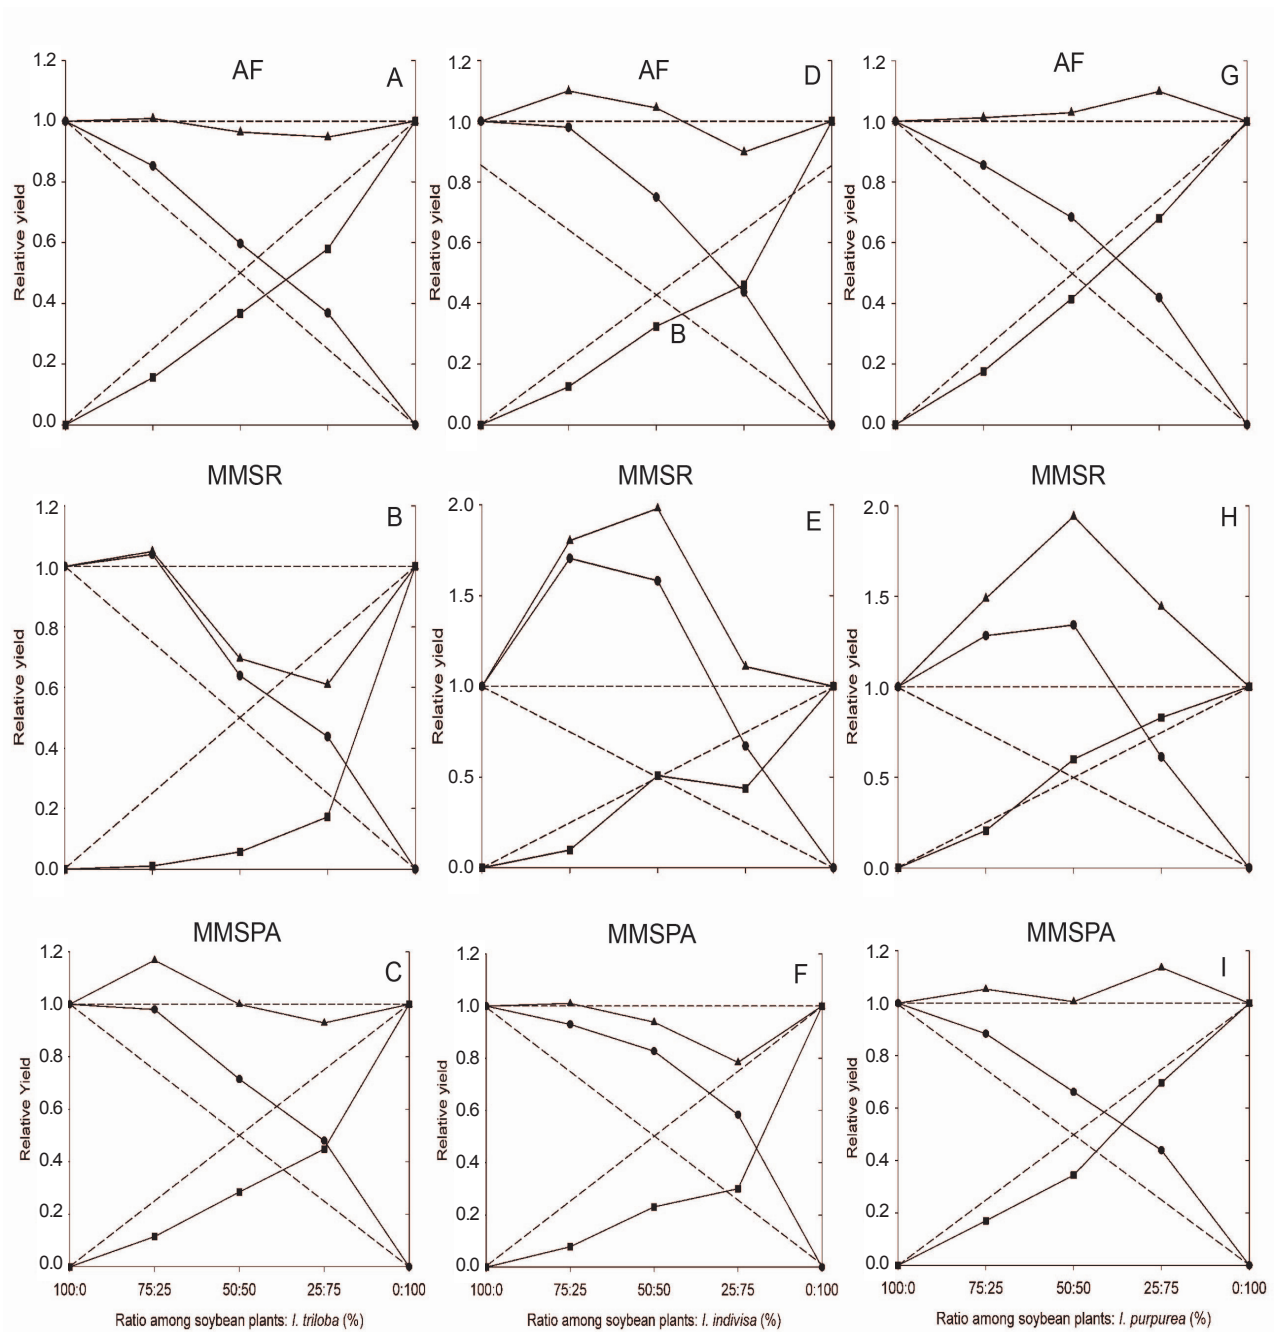 AF
A
1.2
1.0
0.8
0.6
0.4
0.2
0.0
Relative yield
AF
D
1.2
1.0
0.8
0.6
0.4
0.2
0.0
Relative yield
B
AF
G
1.2
1.0
0.8
0.6
0.4
0.2
0.0
Relative yield
MMSR
B
1.2
1.0
0.8
0.6
0.4
0.2
0.0
Relative yield
MMSR
E
2.0
1.5
1.0
0.5
0.0
Relative yield
MMSR
H
2.0
1.5
1.0
0.5
0.0
Relative yield
MMSPA
C
1.2
1.0
0.8
0.6
0.4
0.2
0.0
Relative Yield
100:0 75:25 50:50 25:75 0:100
Ratio among soybean plants: I. triloba (%)
MMSPA
F
1.2
1.0
0.8
0.6
0.4
0.2
0.0
Relative yield
100:0 75:25 50:50 25:75 0:100
Ratio among soybean plants: I. indivisa (%)
MMSPA
I
1.2
1.0
0.8
0.6
0.4
0.2
0.0
Relative yield
100:0 75:25 50:50 25:75 0:100
Ratio among soybean plants: I. purpurea (%)